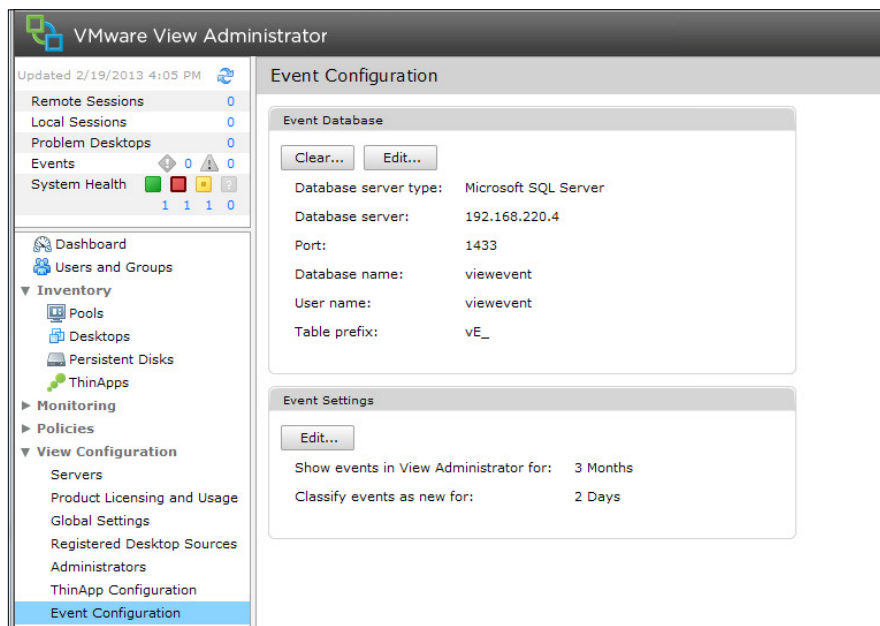 VMware View Administrator
Updated 2/19/2013 4:05 PM
Remote Sessions 0
Local Sessions 0
Problem Desktops 0
Events 0 0
System Health ?
1 1 1 0
Dashboard
Users and Groups
Inventory
Pools
Desktops
Persistent Disks
ThinApps
Monitoring
Policies
View Configuration
Servers
Product Licensing and Usage
Global Settings
Registered Desktop Sources
Administrators
ThinApp Configuration
Event Configuration
Event Configuration
Event Database
Clear... Edit...
Database server type: Microsoft SQL Server
Database server: 192.168.220.4
Port: 1433
Database name: viewevent
User name: viewevent
Table prefix: vE_
Event Settings
Edit...
Show events in View Administrator for: 3 Months
Classify events as new for: 2 Days